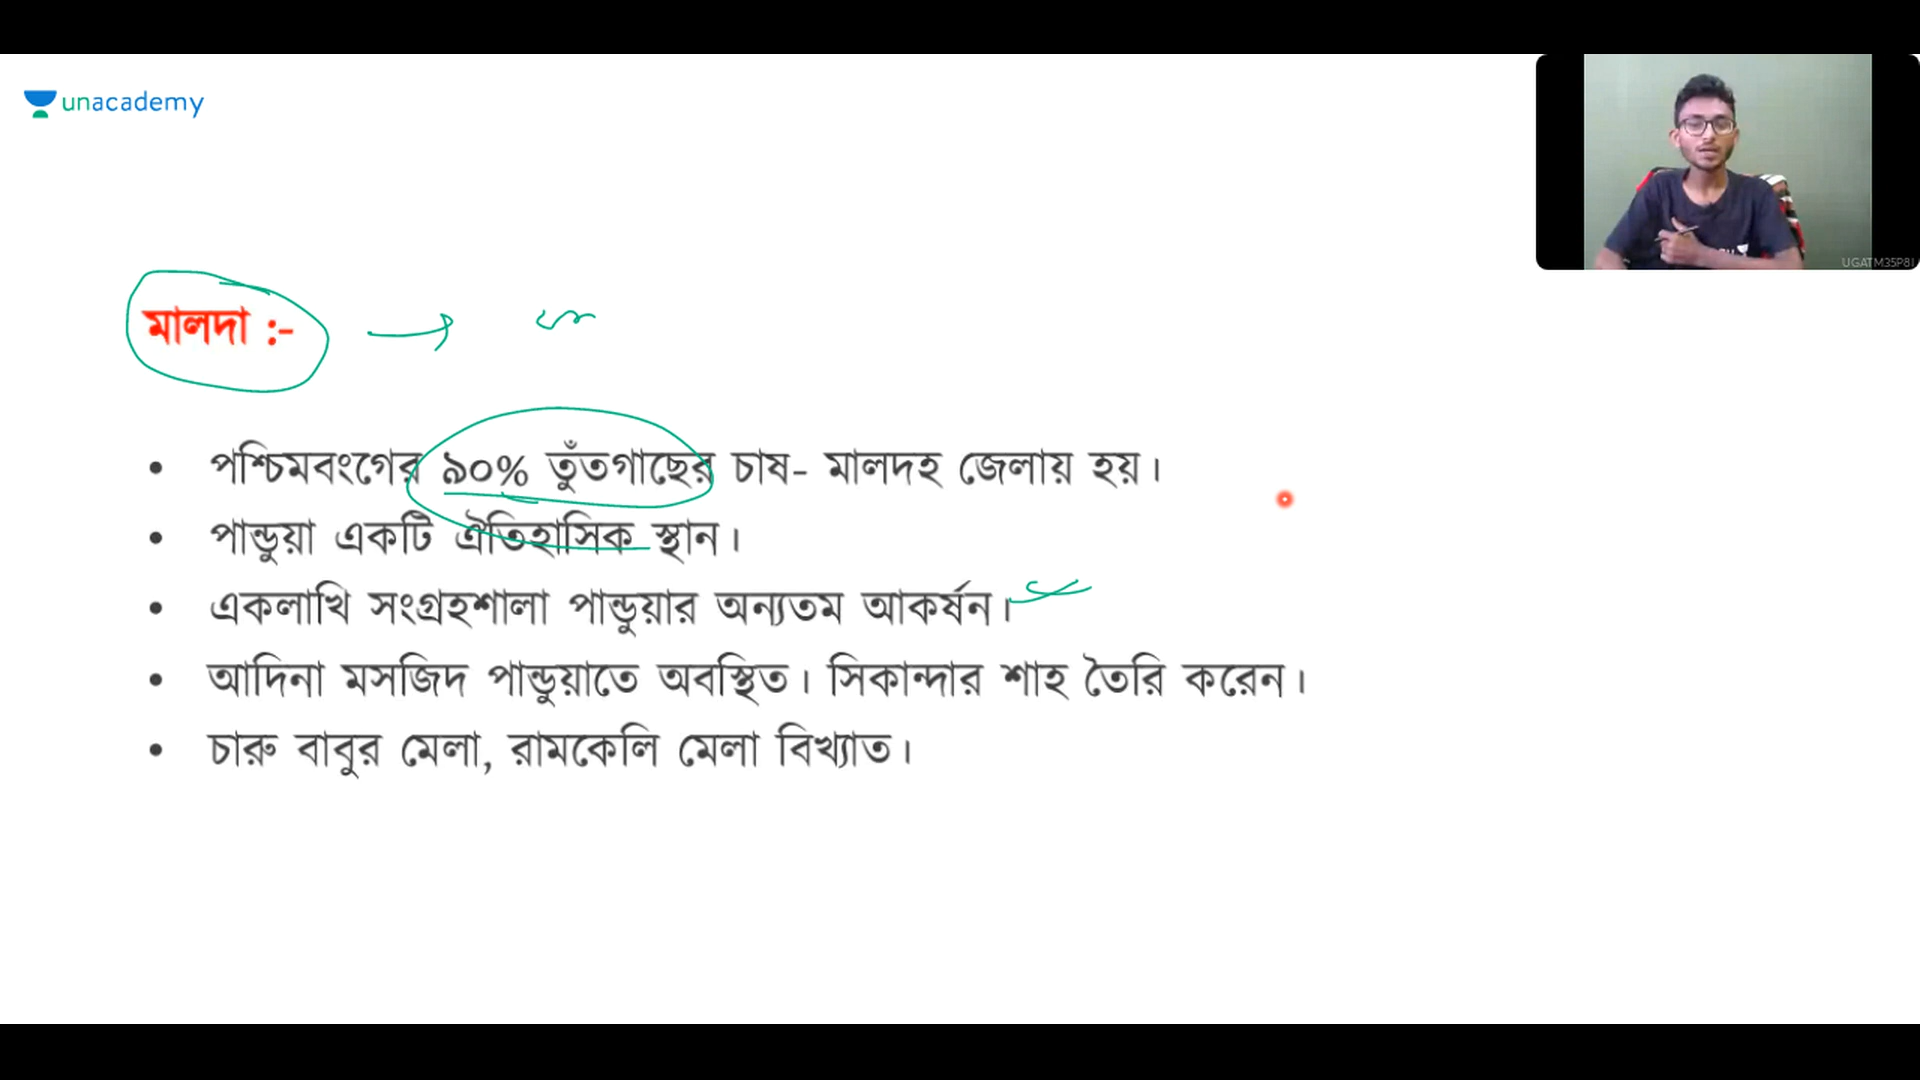 unacademy
UGATM35P8I
মালদা :-
• পশ্চিমবংগের ৯০% তুঁতগাছের চাষ- মালদহ জেলায় হয়।
• পান্ডুয়া একটি ঐতিহাসিক স্থান।
• একলাখি সংগ্রহশালা পান্ডুয়ার অন্যতম আকর্ষন।
• আদিনা মসজিদ পান্ডুয়াতে অবস্থিত। সিকান্দার শাহ তৈরি করেন।
• চারু বাবুর মেলা, রামকেলি মেলা বিখ্যাত।